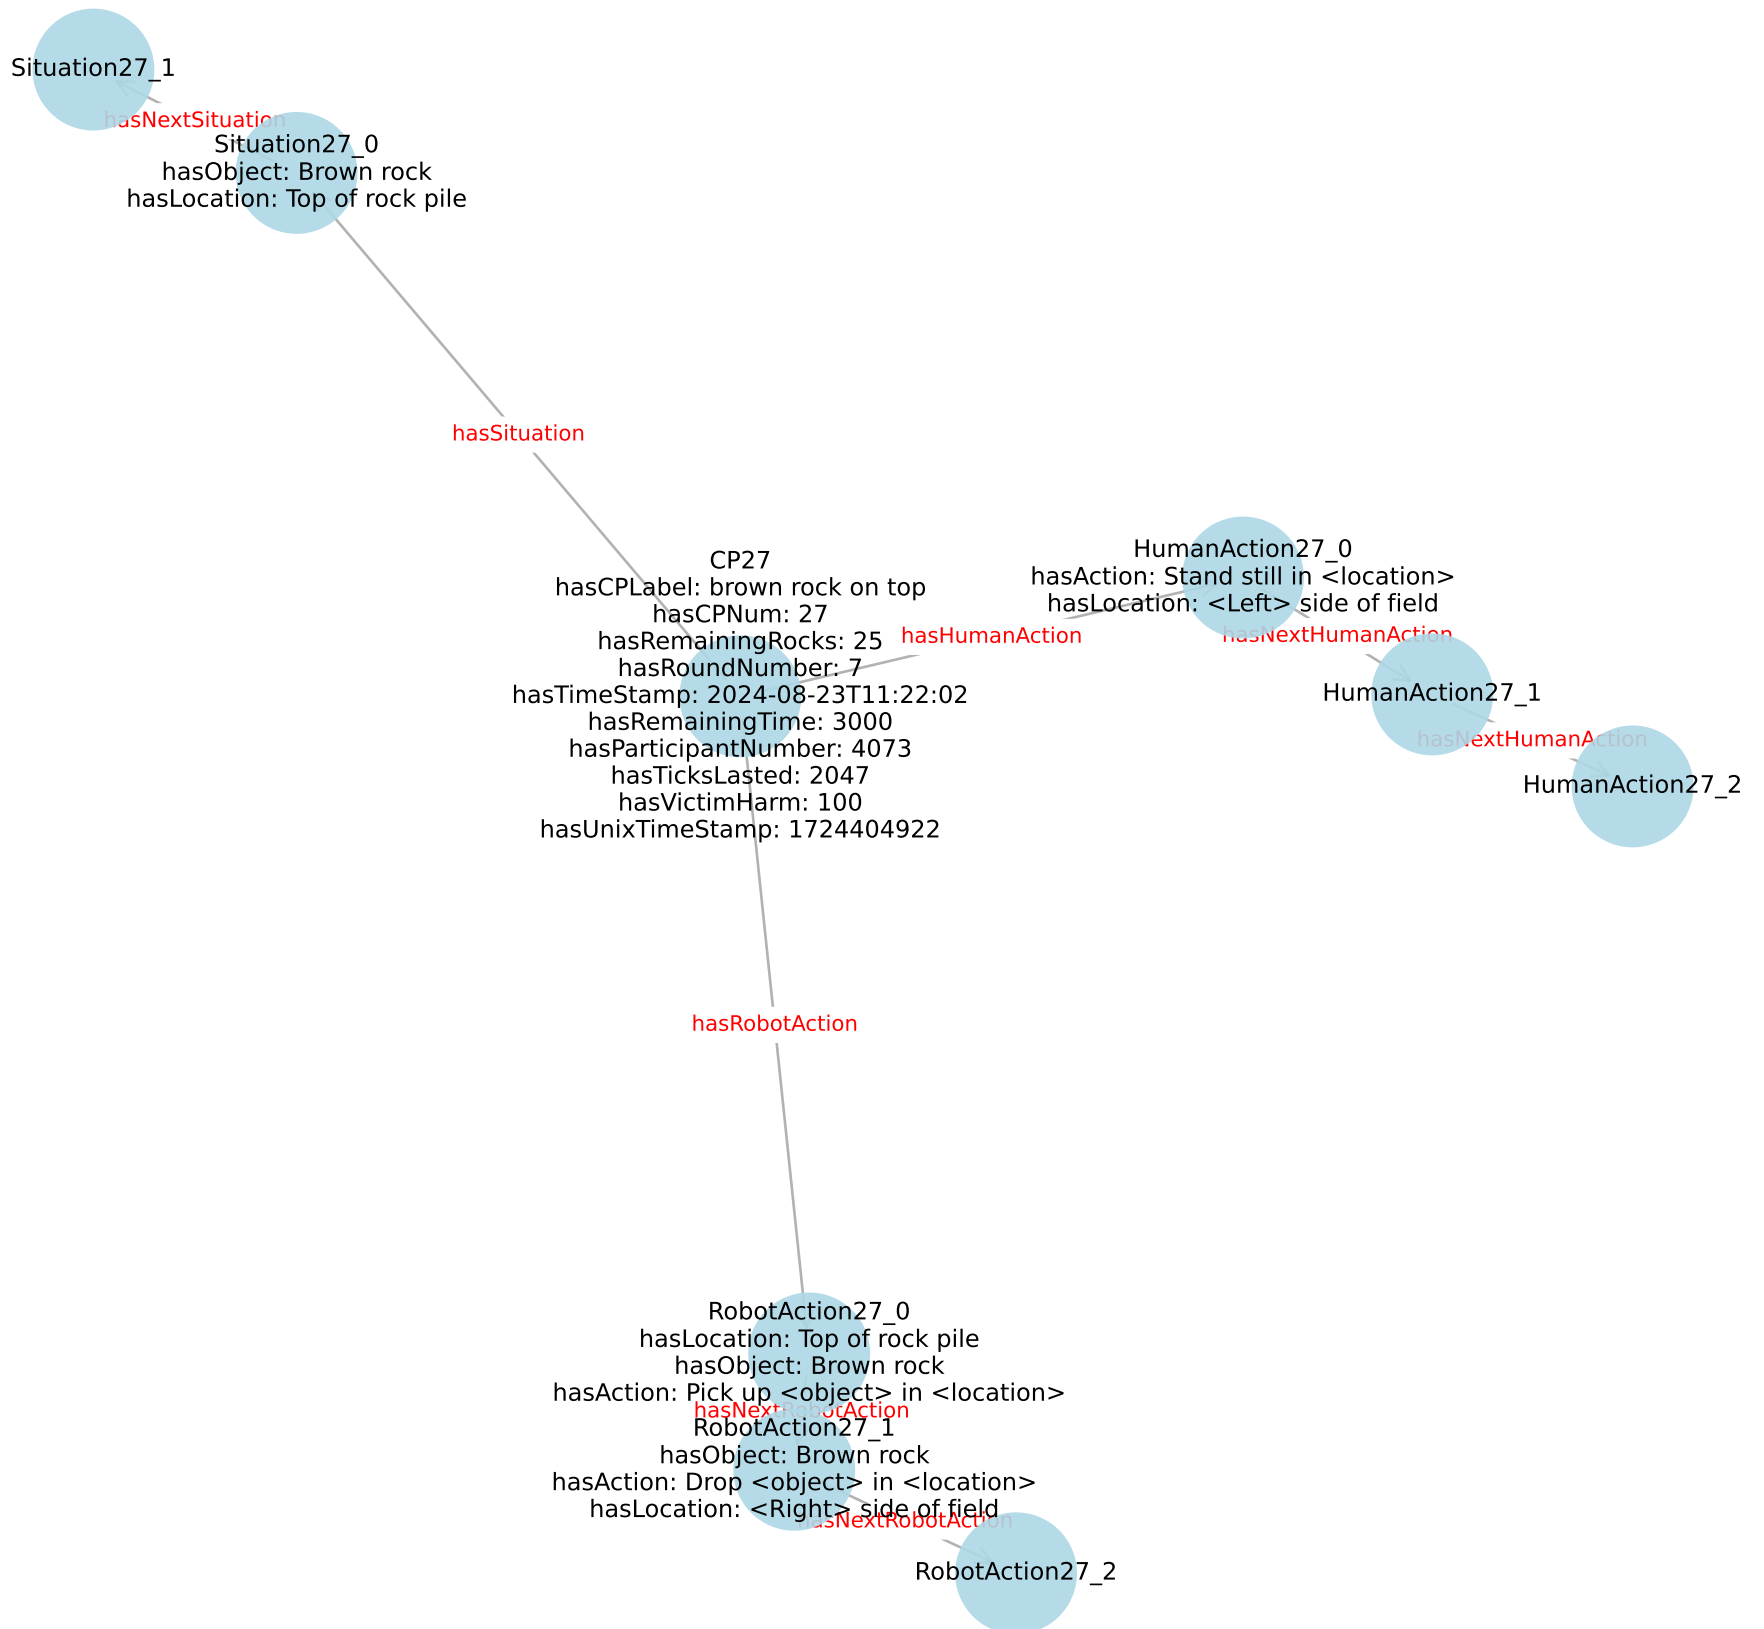 Situation27_1
hasNextSituation
Situation27_0
hasObject: Brown rock
hasLocation: Top of rock pile
hasSituation
CP27
hasCPLabel: brown rock on top
hasCPNum: 27
hasRemainingRocks: 25
hasRoundNumber: 7
hasTimeStamp: 2024-08-23T11:22:02
hasRemainingTime: 3000
hasParticipantNumber: 4073
hasTicksLasted: 2047
hasVictimHarm: 100
hasUnixTimeStamp: 1724404922
hasHumanAction
HumanAction27_0
hasAction: Stand still in <location>
hasLocation: <Left> side of field
hasNextHumanAction
HumanAction27_1
hasNextHumanAction
HumanAction27_2
hasRobotAction
RobotAction27_0
hasLocation: Top of rock pile
hasObject: Brown rock
hasAction: Pick up <object> in <location>
hasNextRobotAction
RobotAction27_1
hasObject: Brown rock
hasAction: Drop <object> in <location>
hasLocation: <Right> side of field
hasNextRobotAction
RobotAction27_2